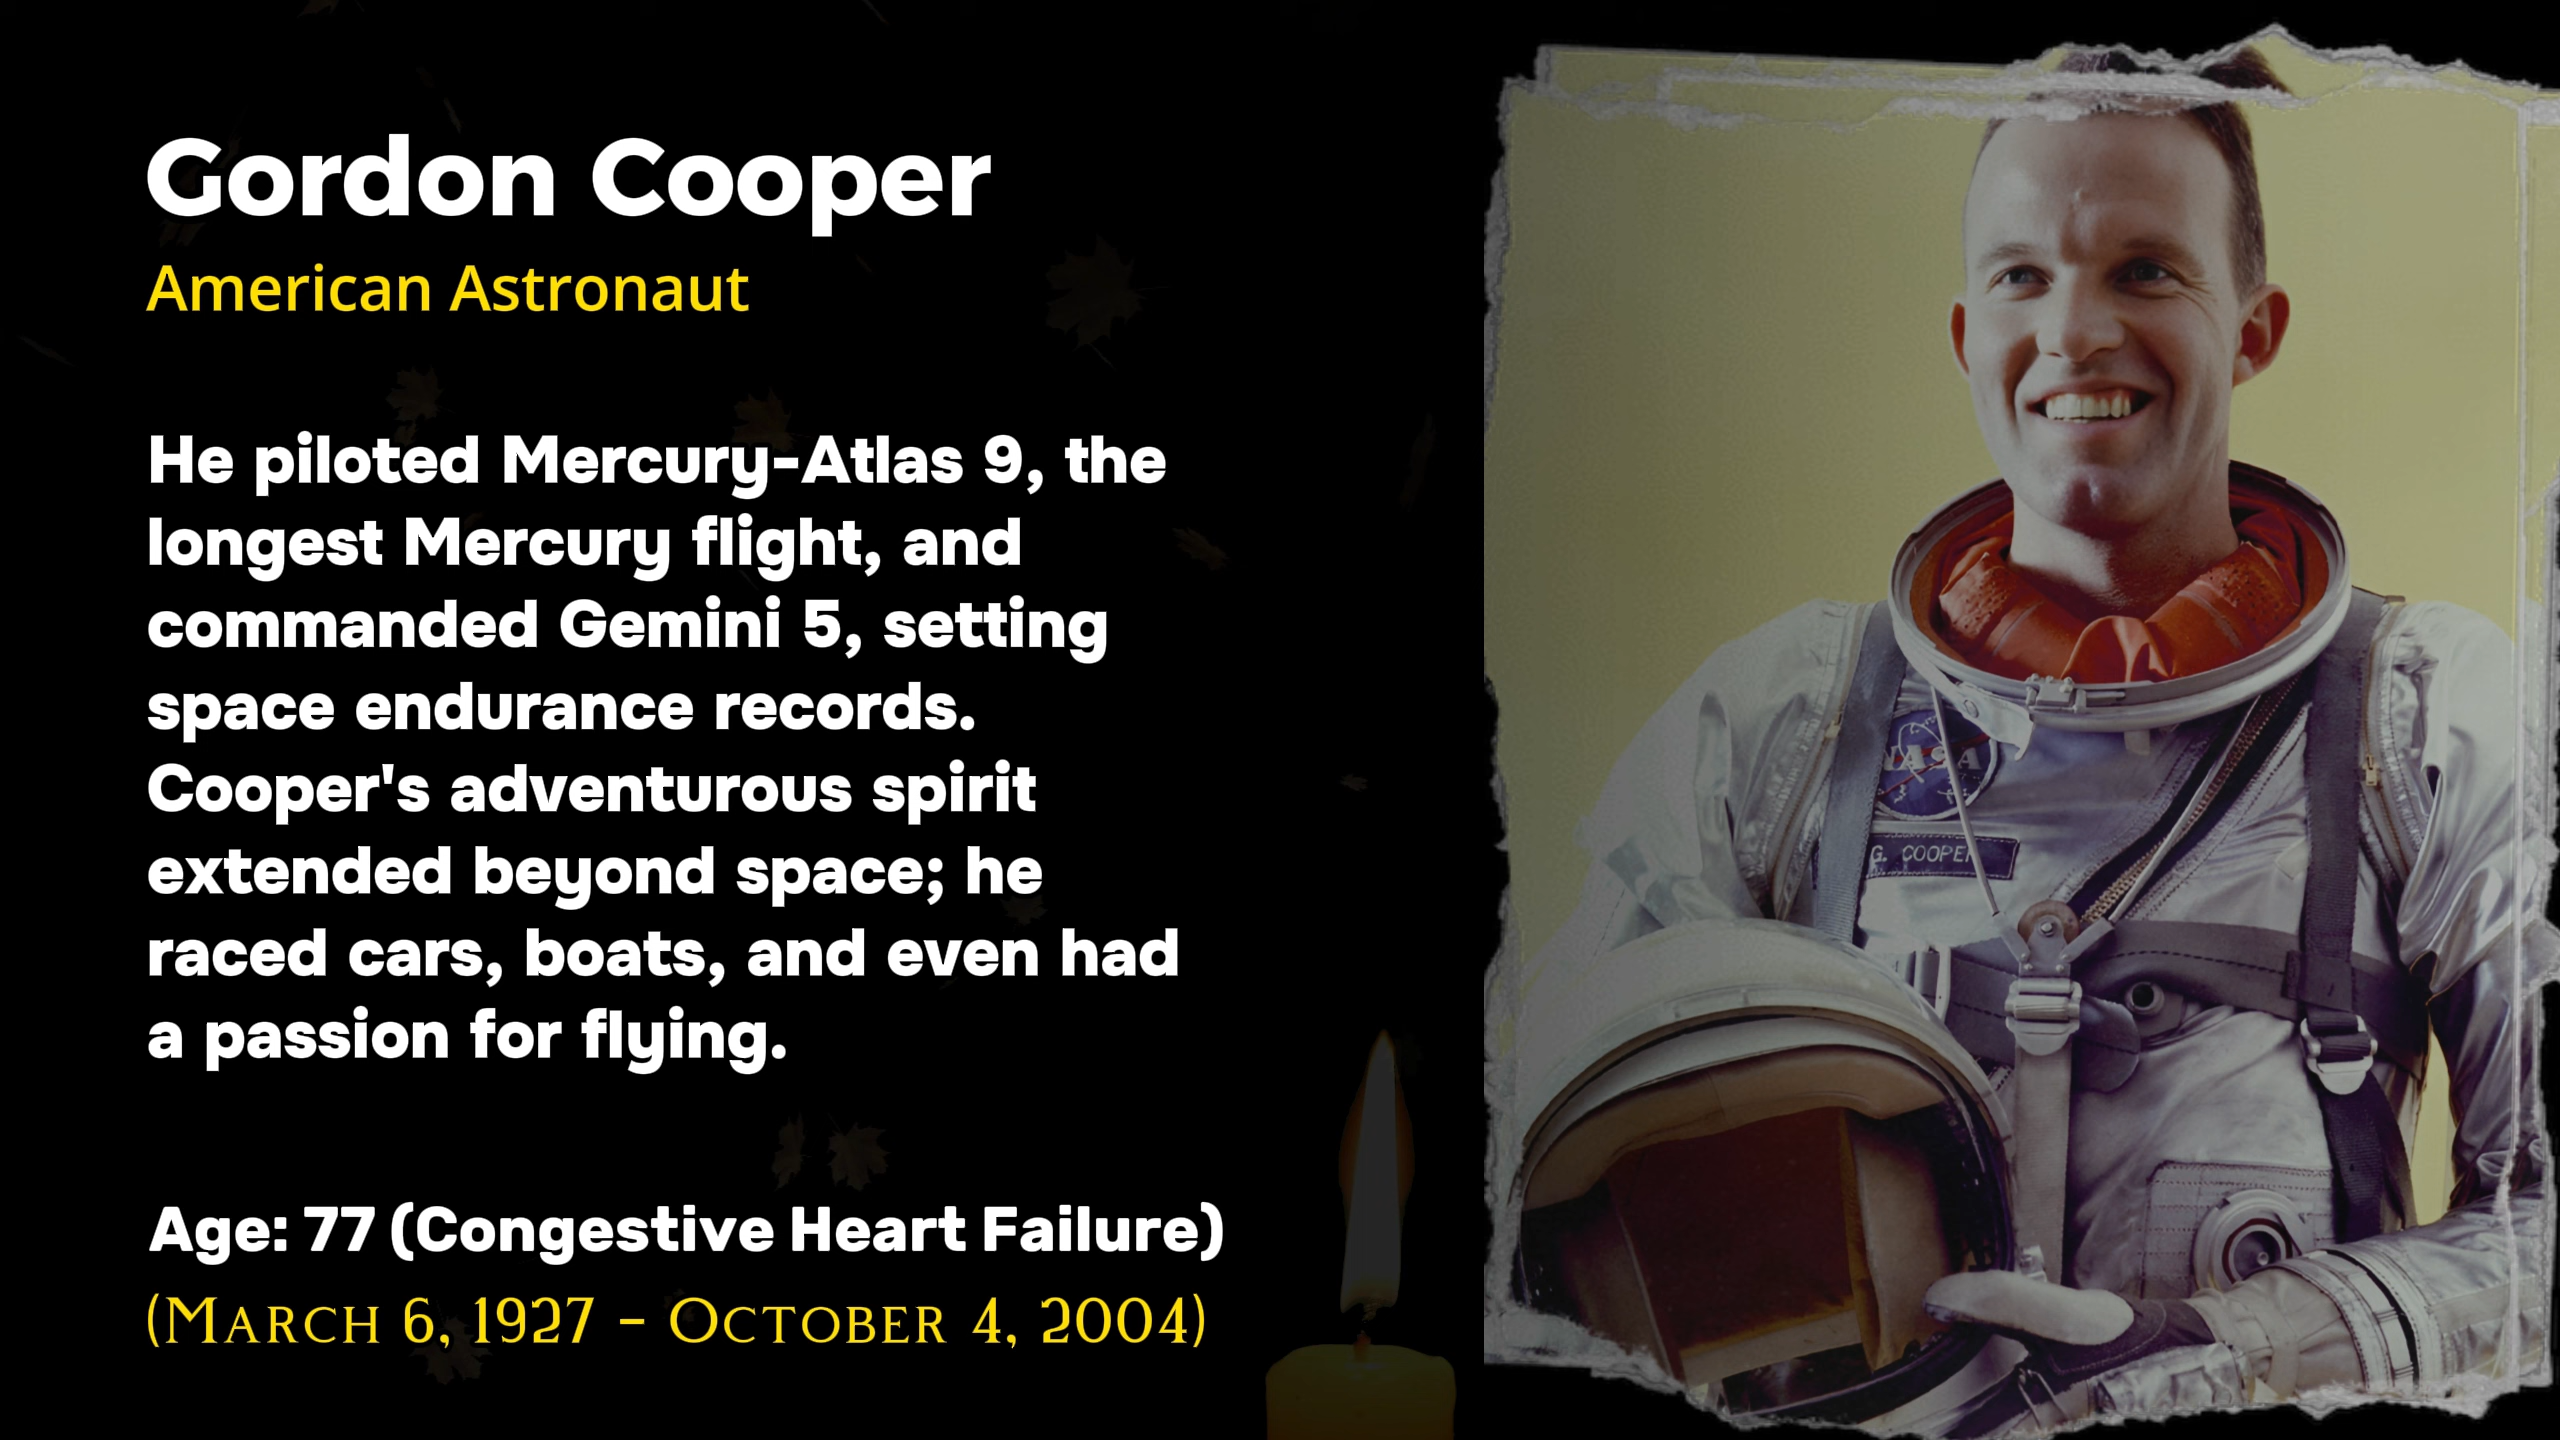 Gordon Cooper
American Astronaut
He piloted Mercury-Atlas 9, the
longest Mercury flight, and
commanded Gemini 5, setting
space endurance records.
Cooper's adventurous spirit
extended beyond space; he
raced cars, boats, and even had
a passion for flying.
Age: 77 (Congestive Heart Failure)
(March 6, 1927 – October 4, 2004)
NASA
G. COOPER